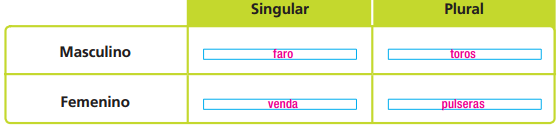 Singular Plural
Masculino faro toros
Femenino venda pulseras